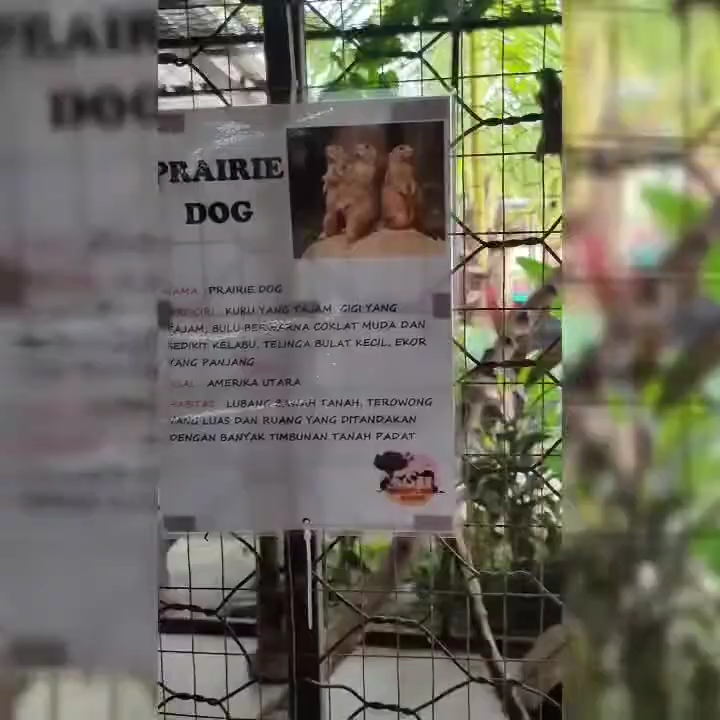 PRAIRIE
DOG
NAMA : PRAIRIE DOG
KUKU YANG TAJAM, GIGI YANG
TAJAM, BULU BERWARNA COKLAT MUDA DAN
SEDIKIT KELABU, TELINGA BULAT KECIL, EKOR
YANG PANJANG
ASAL : AMERIKA UTARA
HABITAT : LUBANG BAWAH TANAH, TEROWONG
YANG LUAS DAN RUANG YANG DITANDAKAN
DENGAN BANYAK TIMBUNAN TANAH PADAT